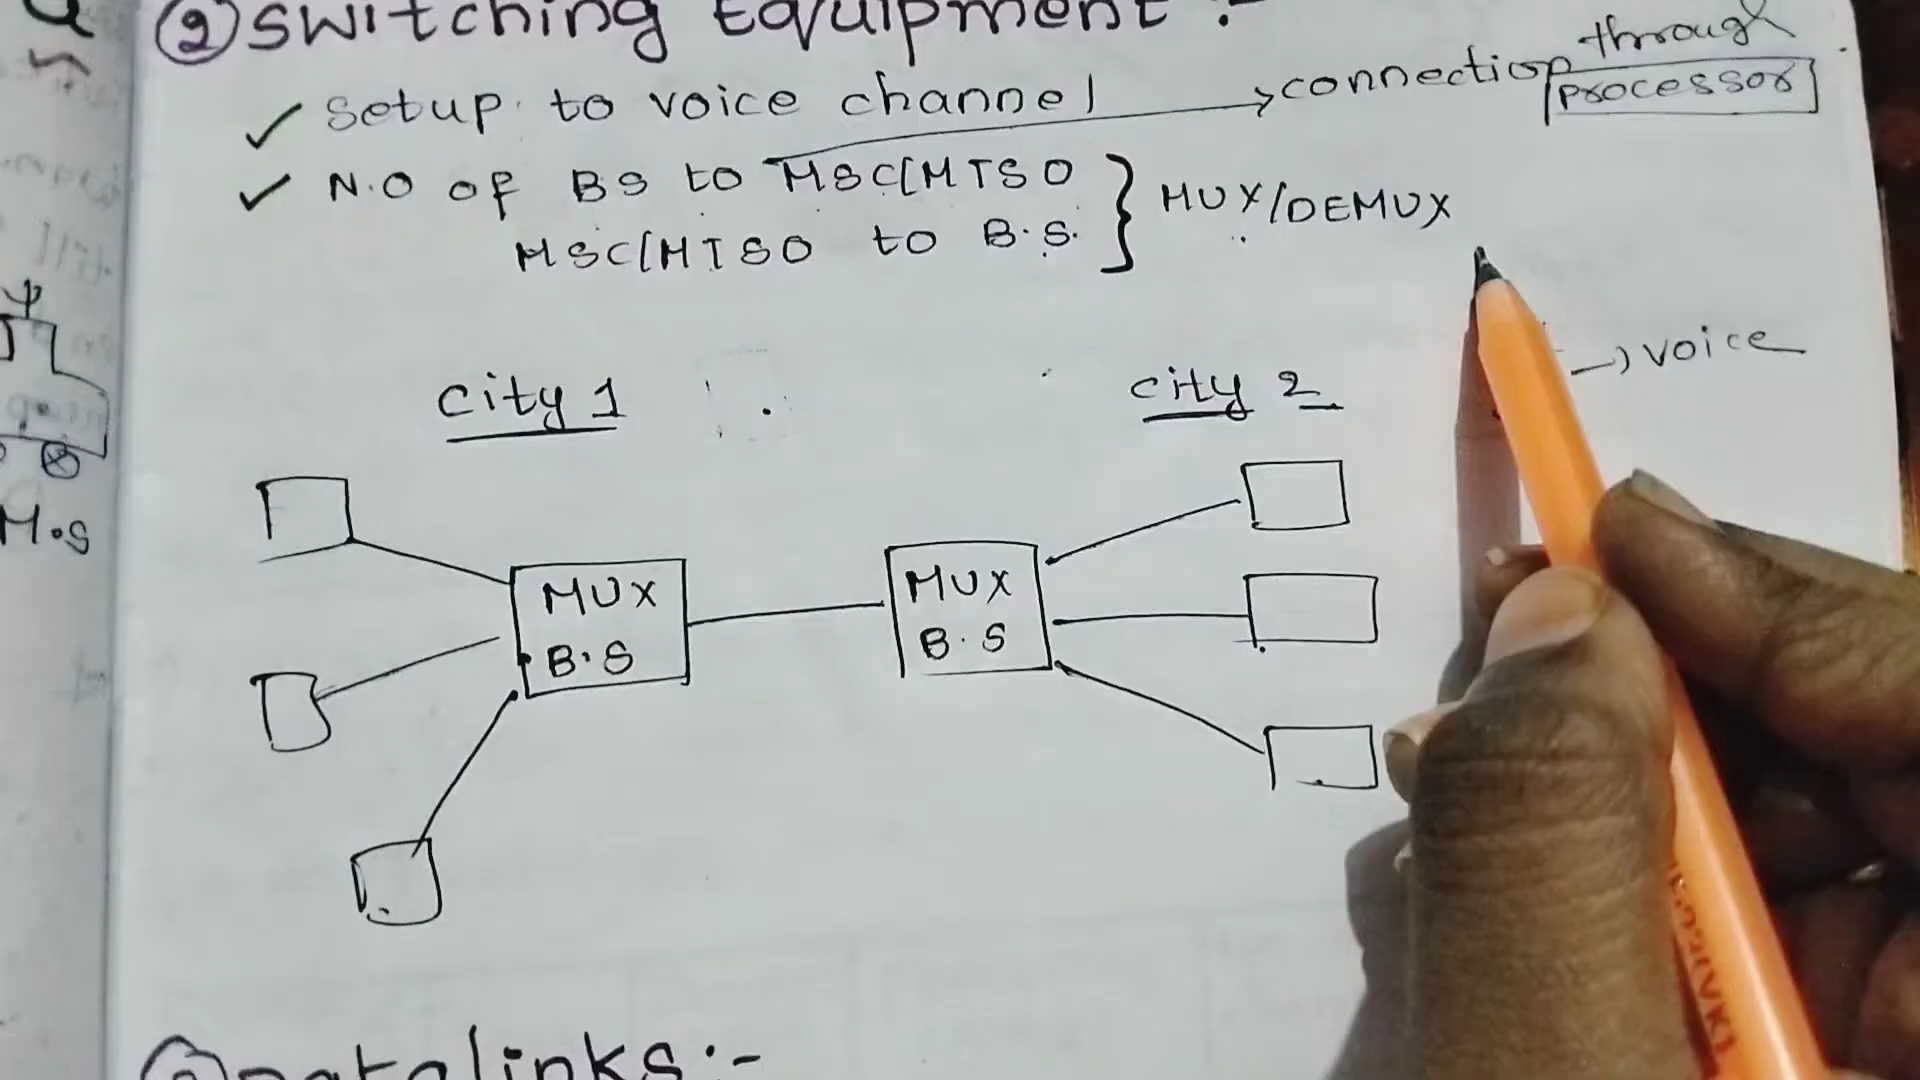 ② Switching Equipment :-
✓ Setup to voice channel → connection through processor
✓ N.O of BS to MSC[MTSO
MSC[MTSO to B.S. } MUX/DEMUX
→ voice
city 1
city 2
MUX
B.S
MUX
B.S
M.S
Datalinks :-